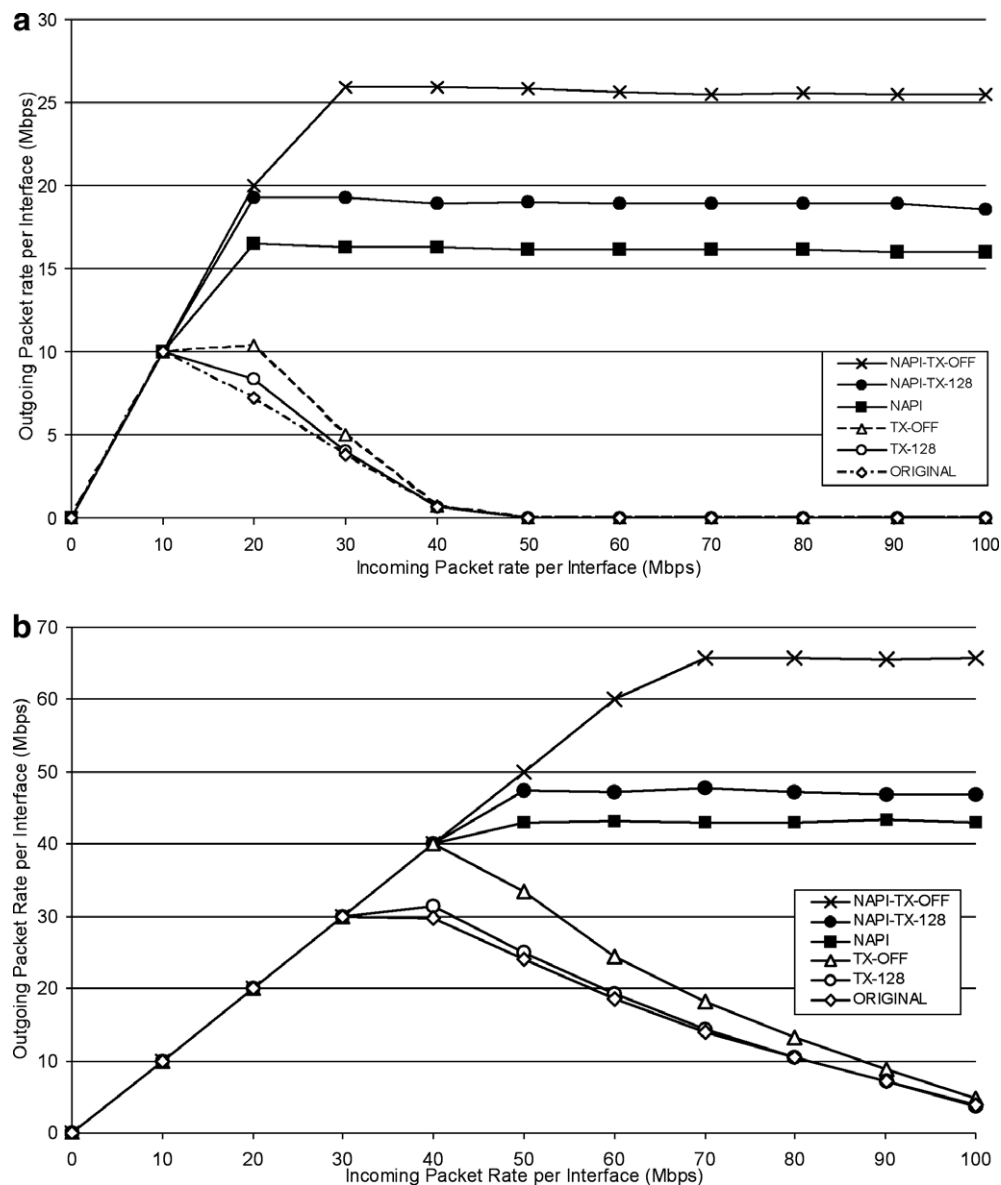 a
30
25
20
15
10
5
0
Outgoing Packet rate per Interface (Mbps)
NAPI-TX-OFF
NAPI-TX-128
NAPI
TX-OFF
TX-128
ORIGINAL
0 10 20 30 40 50 60 70 80 90 100
Incoming Packet rate per Interface (Mbps)
b
70
60
50
40
30
20
10
0
Outgoing Packet Rate per Interface (Mbps)
NAPI-TX-OFF
NAPI-TX-128
NAPI
TX-OFF
TX-128
ORIGINAL
0 10 20 30 40 50 60 70 80 90 100
Incoming Packet Rate per Interface (Mbps)